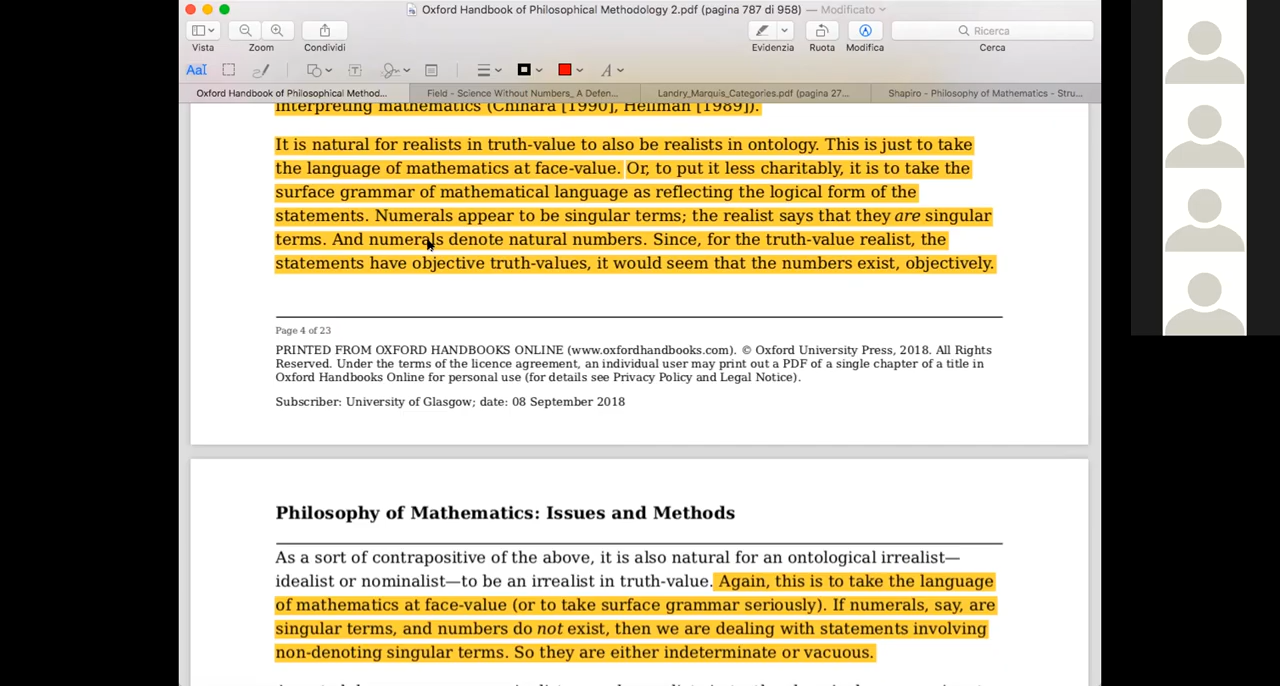 Oxford Handbook of Philosophical Methodology 2.pdf (pagina 787 di 958) — Modificato
Vista
Zoom
Condividi
Evidenzia
Ruota
Modifica
Ricerca
Cerca
AaI
T
A
Oxford Handbook of Philosophical Method...
Field - Science Without Numbers_ A Defen...
Landry_Marquis_Categories.pdf (pagina 27...
Shapiro - Philosophy of Mathematics - Stru...
interpreting mathematics (Chihara [1990], Hellman [1989]).
It is natural for realists in truth-value to also be realists in ontology. This is just to take
the language of mathematics at face-value. Or, to put it less charitably, it is to take the
surface grammar of mathematical language as reflecting the logical form of the
statements. Numerals appear to be singular terms; the realist says that they are singular
terms. And numerals denote natural numbers. Since, for the truth-value realist, the
statements have objective truth-values, it would seem that the numbers exist, objectively.
Page 4 of 23
PRINTED FROM OXFORD HANDBOOKS ONLINE (www.oxfordhandbooks.com). © Oxford University Press, 2018. All Rights
Reserved. Under the terms of the licence agreement, an individual user may print out a PDF of a single chapter of a title in
Oxford Handbooks Online for personal use (for details see Privacy Policy and Legal Notice).
Subscriber: University of Glasgow; date: 08 September 2018
Philosophy of Mathematics: Issues and Methods
As a sort of contrapositive of the above, it is also natural for an ontological irrealist—
idealist or nominalist—to be an irrealist in truth-value. Again, this is to take the language
of mathematics at face-value (or to take surface grammar seriously). If numerals, say, are
singular terms, and numbers do not exist, then we are dealing with statements involving
non-denoting singular terms. So they are either indeterminate or vacuous.